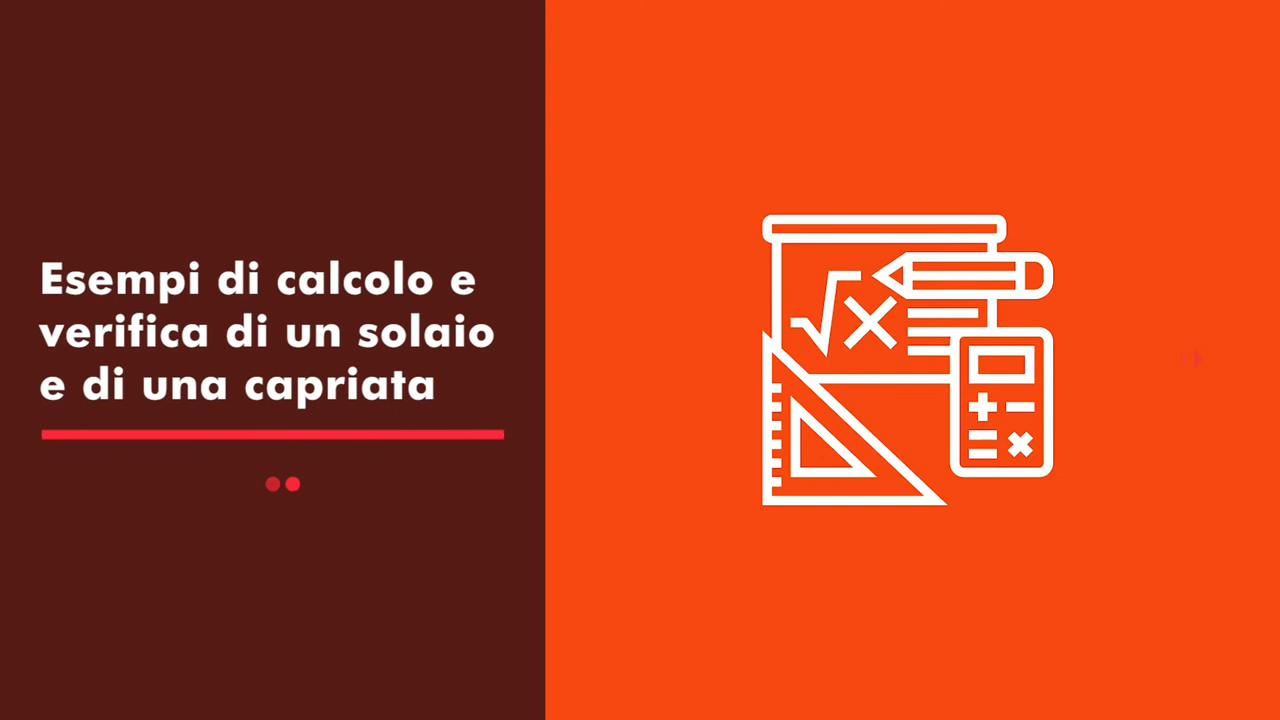 Esempi di calcolo e
verifica di un solaio
e di una capriata